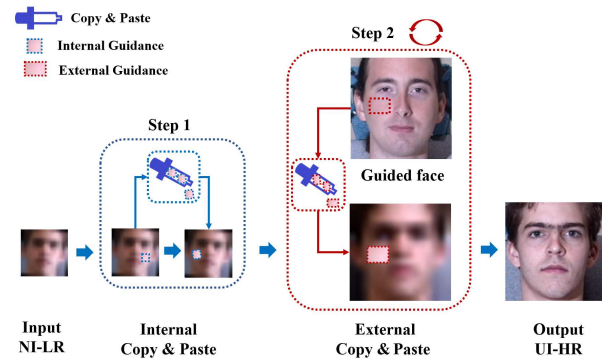 Copy & Paste
Internal Guidance
External Guidance
Step 1
Step 2
Guided face
Input
NI-LR
Internal
Copy & Paste
External
Copy & Paste
Output
UI-HR